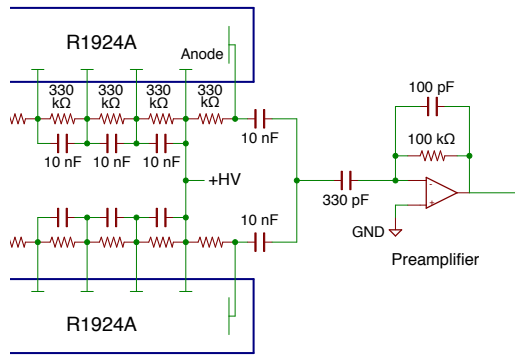 R1924A
Anode
330 330 330 330
kΩ kΩ kΩ kΩ
10 nF 10 nF 10 nF
10 nF
100 pF
100 kΩ
+HV
330 pF
-
+
10 nF
GND
Preamplifier
R1924A